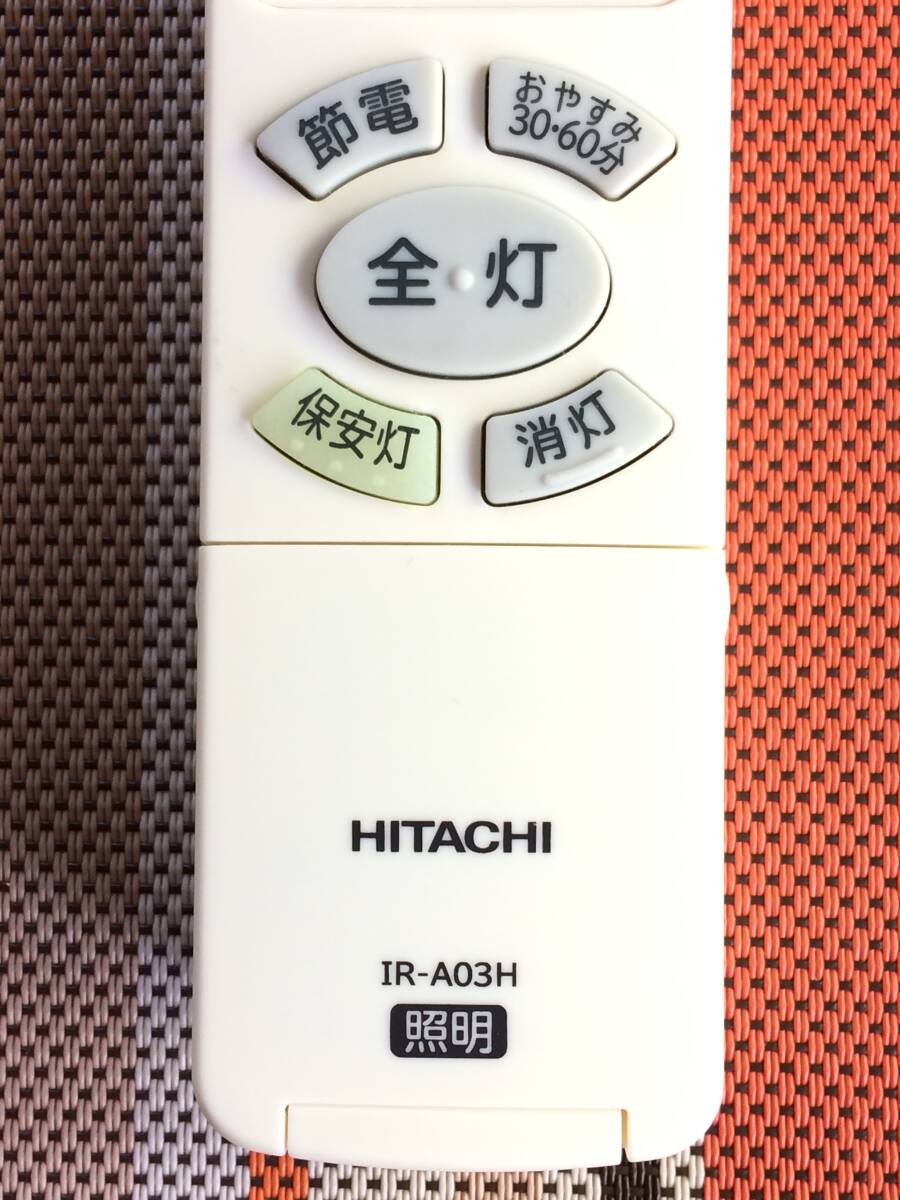 節電
おやすみ
30・60分
全灯
保安灯
消灯
HITACHI
IR-A03H
照明